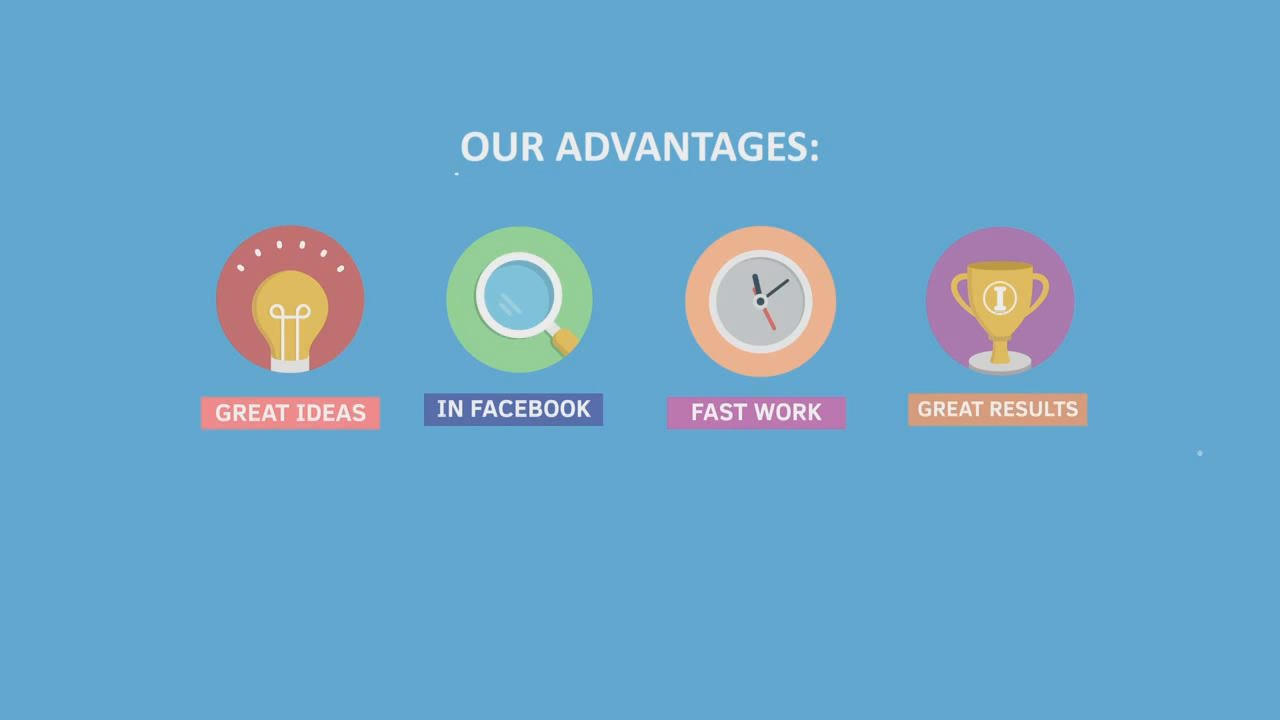 OUR ADVANTAGES:
GREAT IDEAS
IN FACEBOOK
FAST WORK
GREAT RESULTS
I